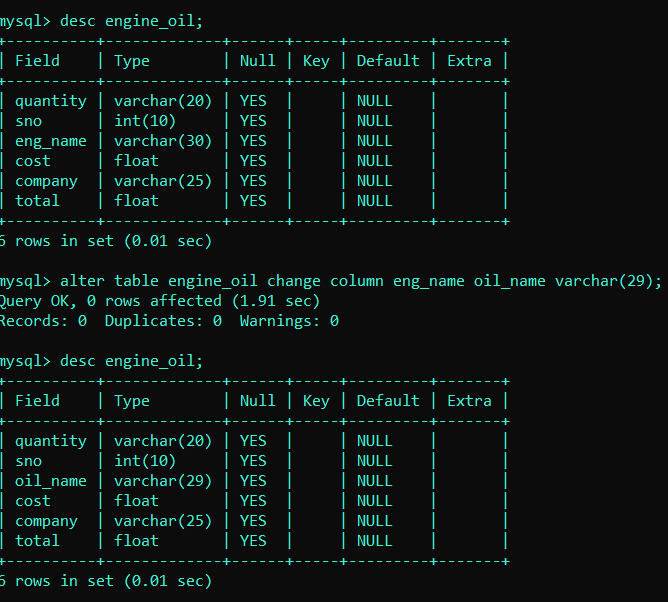 mysql> desc engine_oil;
+----------+-------------+------+-----+---------+-------+
| Field    | Type        | Null | Key | Default | Extra |
+----------+-------------+------+-----+---------+-------+
| quantity | varchar(20) | YES  |     | NULL    |       |
| sno      | int(10)     | YES  |     | NULL    |       |
| eng_name | varchar(30) | YES  |     | NULL    |       |
| cost     | float       | YES  |     | NULL    |       |
| company  | varchar(25) | YES  |     | NULL    |       |
| total    | float       | YES  |     | NULL    |       |
+----------+-------------+------+-----+---------+-------+
6 rows in set (0.01 sec)
mysql> alter table engine_oil change column eng_name oil_name varchar(29);
Query OK, 0 rows affected (1.91 sec)
Records: 0  Duplicates: 0  Warnings: 0
mysql> desc engine_oil;
+----------+-------------+------+-----+---------+-------+
| Field    | Type        | Null | Key | Default | Extra |
+----------+-------------+------+-----+---------+-------+
| quantity | varchar(20) | YES  |     | NULL    |       |
| sno      | int(10)     | YES  |     | NULL    |       |
| oil_name | varchar(29) | YES  |     | NULL    |       |
| cost     | float       | YES  |     | NULL    |       |
| company  | varchar(25) | YES  |     | NULL    |       |
| total    | float       | YES  |     | NULL    |       |
+----------+-------------+------+-----+---------+-------+
6 rows in set (0.01 sec)